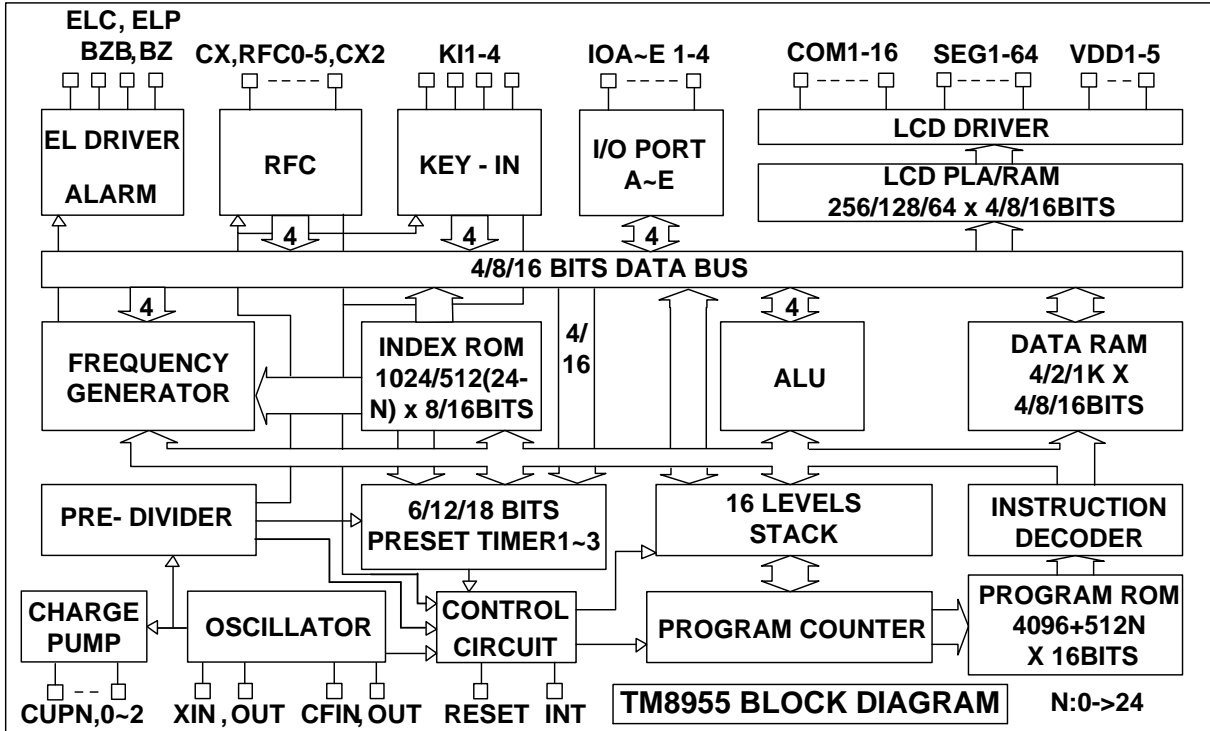 ELC, ELP
BZB, BZ
CX,RFC0-5,CX2
KI1-4
IOA~E 1-4
COM1-16
SEG1-64
VDD1-5
EL DRIVER
ALARM
RFC
KEY - IN
I/O PORT
A~E
LCD DRIVER
LCD PLA/RAM
256/128/64 x 4/8/16BITS
4
4
4
4/8/16 BITS DATA BUS
4
4
4/
16
FREQUENCY
GENERATOR
INDEX ROM
1024/512(24-
N) x 8/16BITS
ALU
DATA RAM
4/2/1K X
4/8/16BITS
PRE- DIVIDER
6/12/18 BITS
PRESET TIMER1~3
16 LEVELS
STACK
INSTRUCTION
DECODER
CHARGE
PUMP
OSCILLATOR
CONTROL
CIRCUIT
PROGRAM COUNTER
PROGRAM ROM
4096+512N
X 16BITS
CUPN,0~2
XIN , OUT
CFIN, OUT
RESET
INT
TM8955 BLOCK DIAGRAM
N:0->24